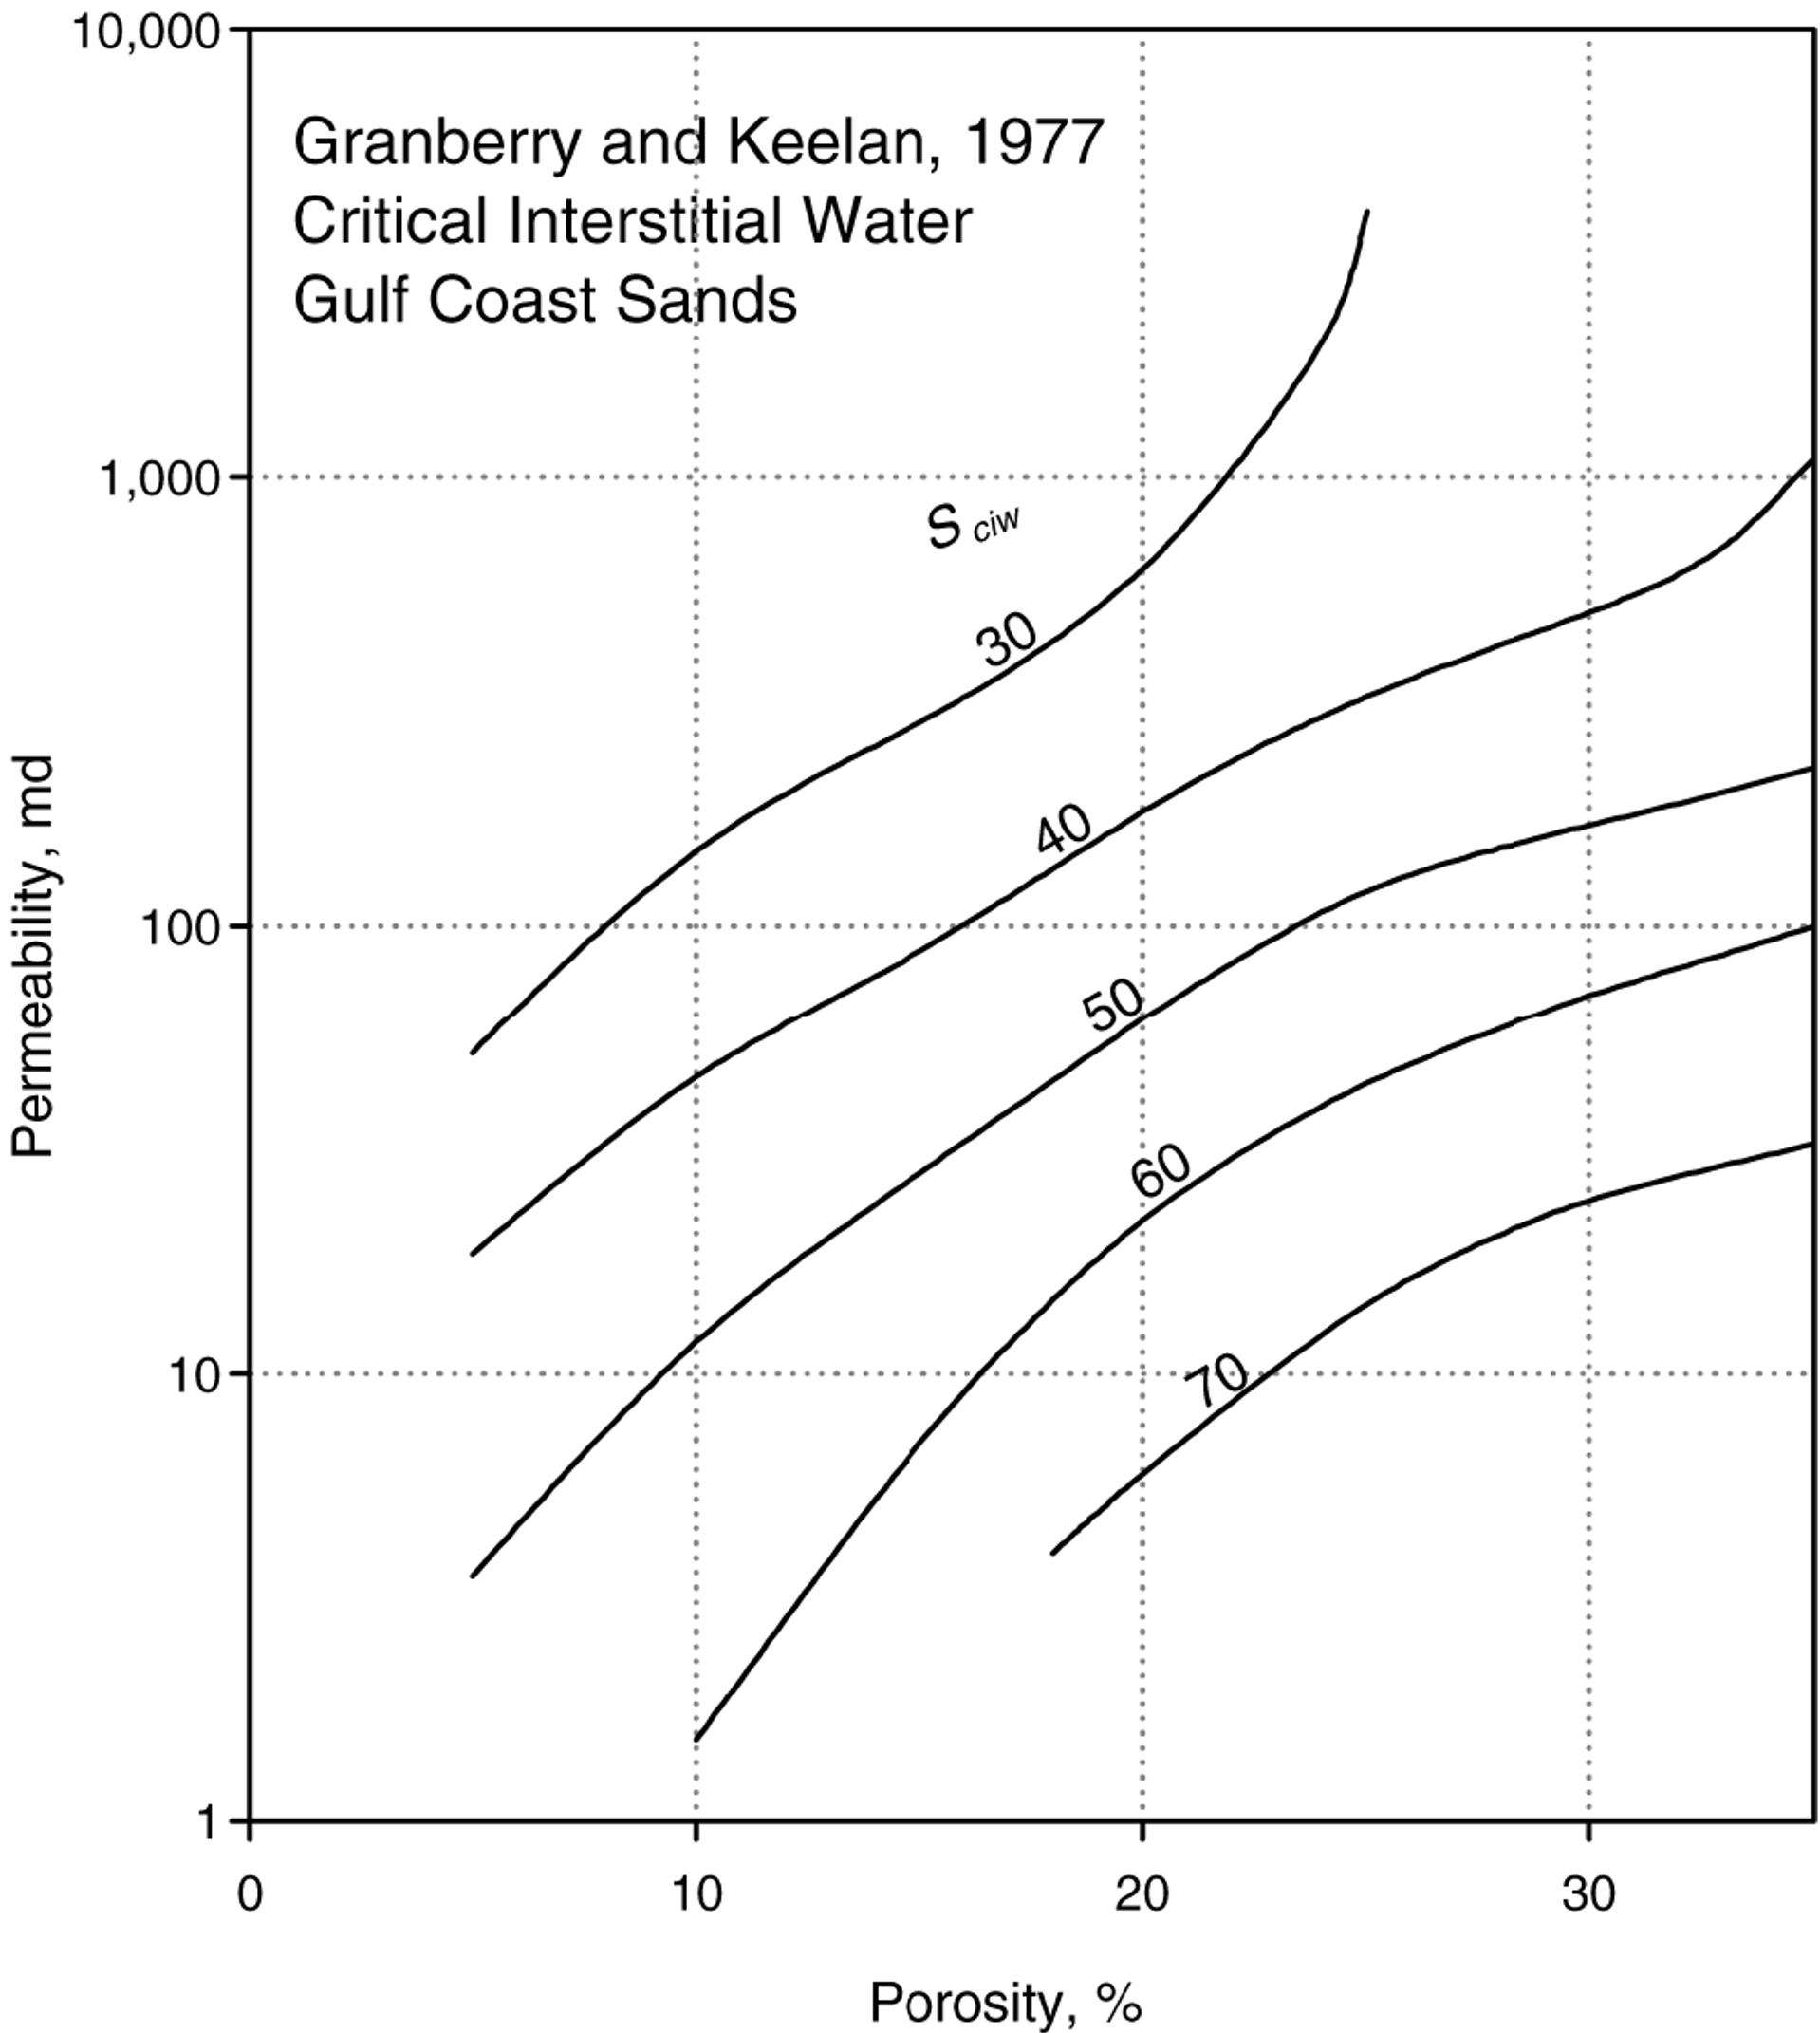 10,000
Granberry and Keelan, 1977
Critical Interstitial Water
Gulf Coast Sands
1,000
S ciw
30
40
100
50
60
10
70
1
Permeability, md
0 10 20 30
Porosity, %